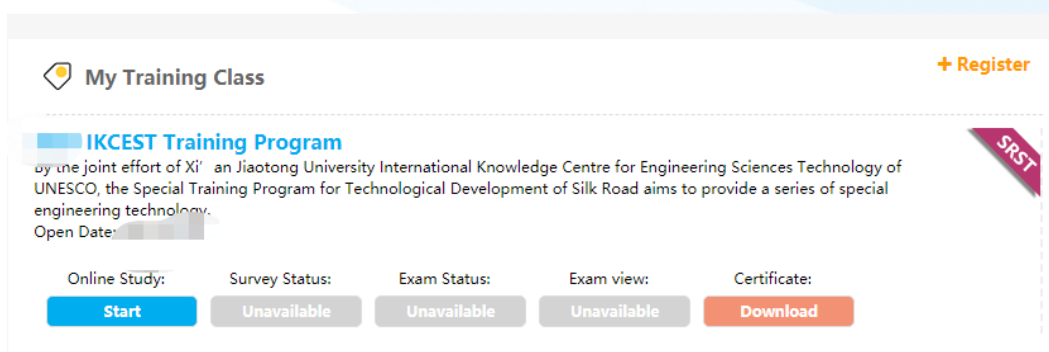 My Training Class
+ Register
IKCEST Training Program
SRST
by the joint effort of Xi' an Jiaotong University International Knowledge Centre for Engineering Sciences Technology of
UNESCO, the Special Training Program for Technological Development of Silk Road aims to provide a series of special
engineering technology.
Open Date:
Online Study: Survey Status: Exam Status: Exam view: Certificate:
Start Unavailable Unavailable Unavailable Download